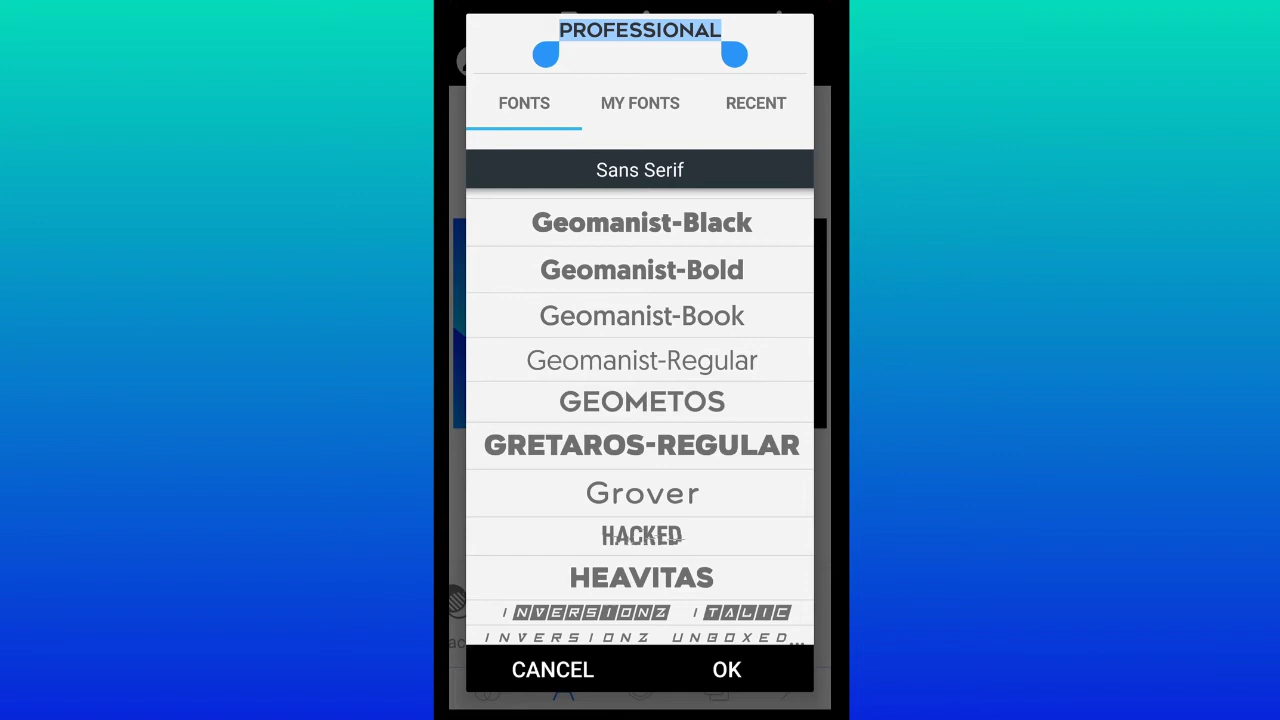 PROFESSIONAL
FONTS MY FONTS RECENT
Sans Serif
Geomanist-Black
Geomanist-Bold
Geomanist-Book
Geomanist-Regular
GEOMETOS
GRETAROS-REGULAR
Grover
HACKED
HEAVITAS
INVERSIONZ ITALIC
INVERSIONZ UNBOXED...
CANCEL OK